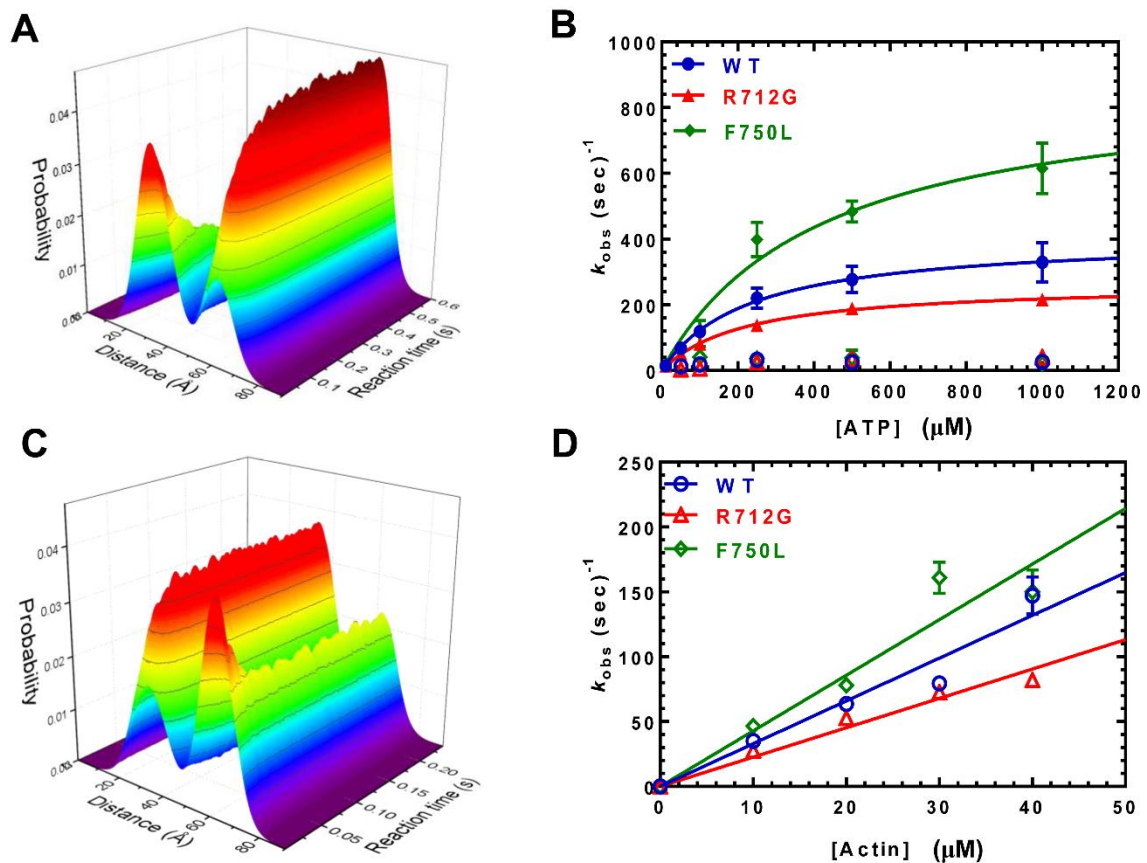 A
Probability
0.04
0.03
0.02
0.01
0.00
20
40
60
80
Distance (Å)
0.1
0.2
0.3
0.4
0.5
0.6
Reaction time (s)
B
WT
R712G
F750L
k_obs (sec)^-1
1000
800
600
400
200
0
0 200 400 600 800 1000 1200
[ATP] (µM)
C
Probability
0.04
0.03
0.02
0.01
0.00
20
40
60
80
Distance (Å)
0.05
0.10
0.15
0.20
Reaction time (s)
D
WT
R712G
F750L
k_obs (sec)^-1
250
200
150
100
50
0
0 10 20 30 40 50
[Actin] (µM)